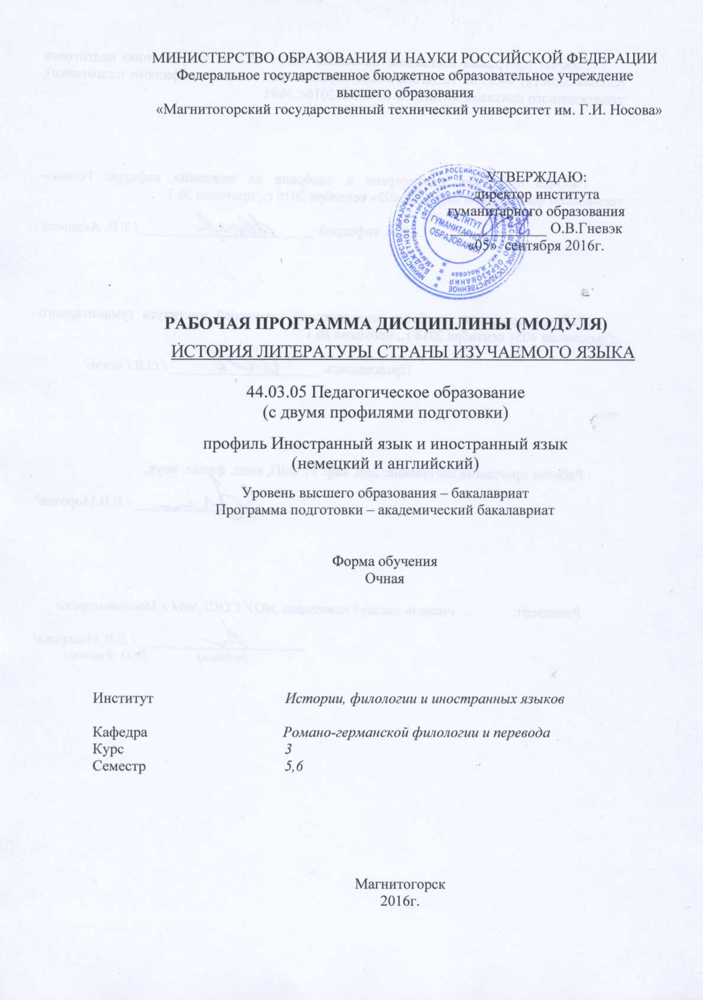 МИНИСТЕРСТВО ОБРАЗОВАНИЯ И НАУКИ РОССИЙСКОЙ ФЕДЕРАЦИИ
Федеральное государственное бюджетное образовательное учреждение
высшего образования
«Магнитогорский государственный технический университет им. Г.И. Носова»
УТВЕРЖДАЮ:
директор института
гуманитарного образования
О.В.Гневэк
«05» сентября 2016г.
ИНСТИТУТ
ГУМАНИТАРНОГО
ОБРАЗОВАНИЯ
РАБОЧАЯ ПРОГРАММА ДИСЦИПЛИНЫ (МОДУЛЯ)
ИСТОРИЯ ЛИТЕРАТУРЫ СТРАНЫ ИЗУЧАЕМОГО ЯЗЫКА
44.03.05 Педагогическое образование
(с двумя профилями подготовки)
профиль Иностранный язык и иностранный язык
(немецкий и английский)
Уровень высшего образования – бакалавриат
Программа подготовки – академический бакалавриат
Форма обучения
Очная
Институт Истории, филологии и иностранных языков
Кафедра Романо-германской филологии и перевода
Курс 3
Семестр 5,6
Магнитогорск
2016г.